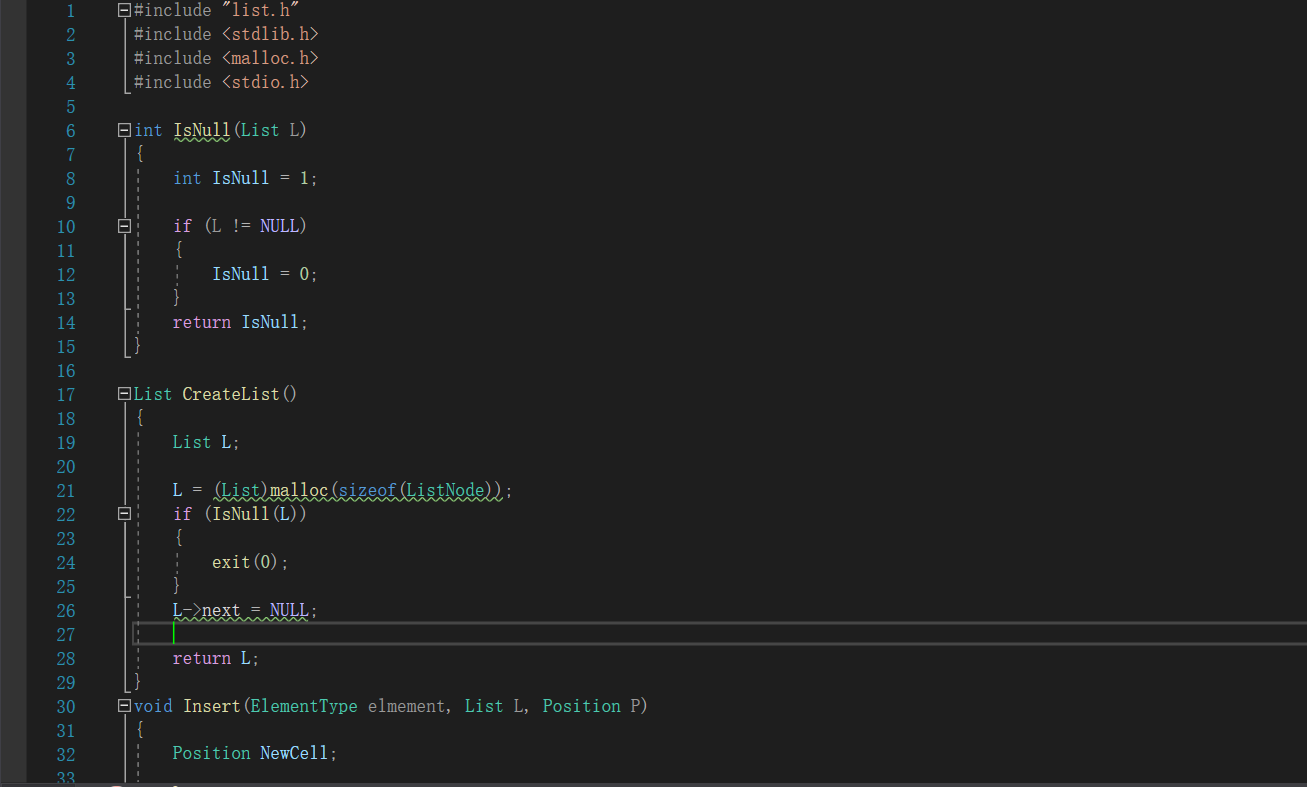 1 #include "list.h"
2 #include <stdlib.h>
3 #include <malloc.h>
4 #include <stdio.h>
5
6 int IsNull(List L)
7 {
8 int IsNull = 1;
9
10 if (L != NULL)
11 {
12 IsNull = 0;
13 }
14 return IsNull;
15 }
16
17 List CreateList()
18 {
19 List L;
20
21 L = (List)malloc(sizeof(ListNode));
22 if (IsNull(L))
23 {
24 exit(0);
25 }
26 L->next = NULL;
27
28 return L;
29 }
30 void Insert(ElementType elmement, List L, Position P)
31 {
32 Position NewCell;
33